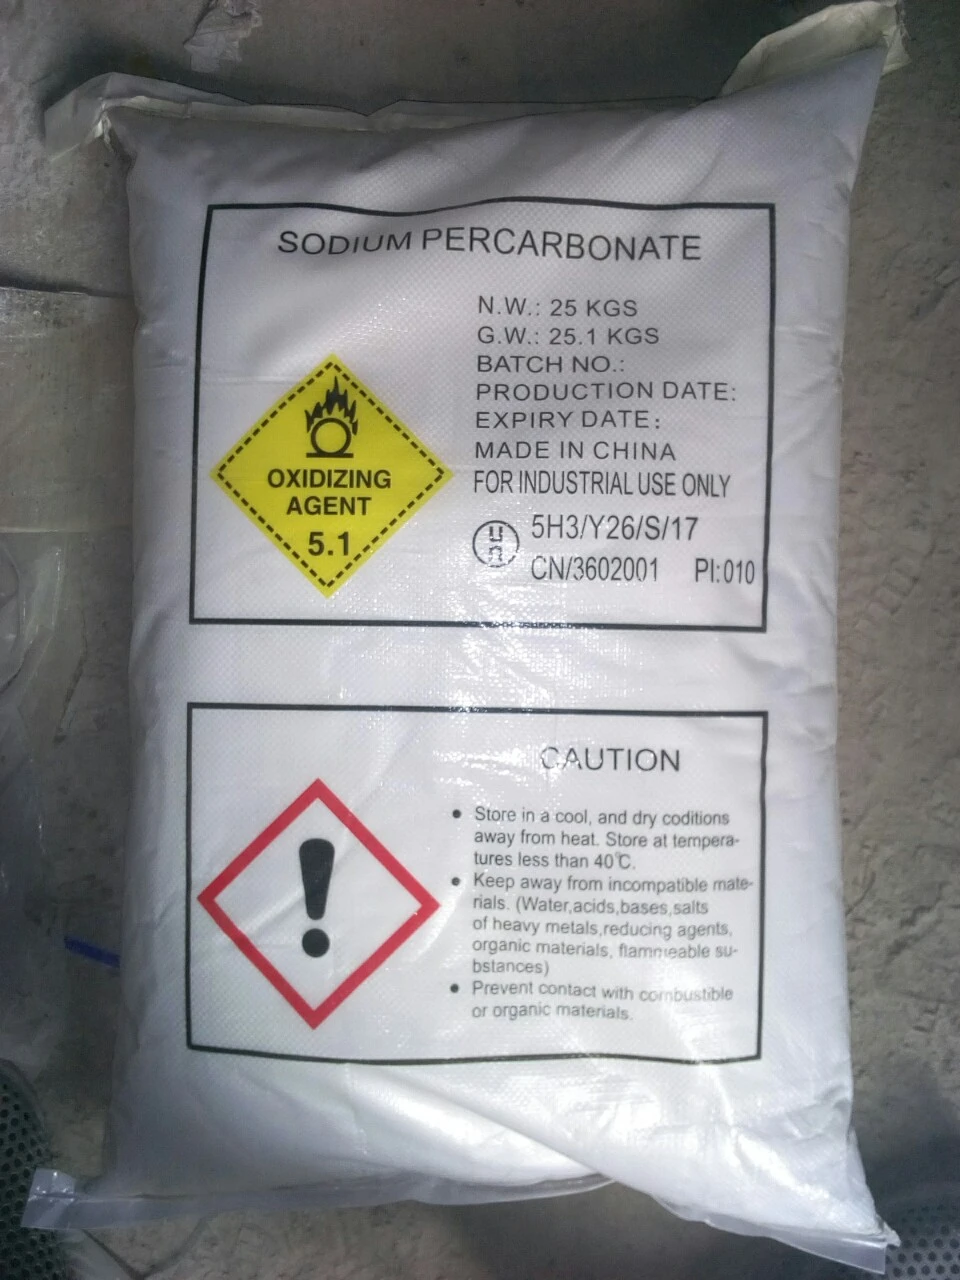 SODIUM PERCARBONATE
N.W.: 25 KGS
G.W.: 25.1 KGS
BATCH NO.:
PRODUCTION DATE:
EXPIRY DATE:
MADE IN CHINA
FOR INDUSTRIAL USE ONLY
OXIDIZING
AGENT
5.1
un
5H3/Y26/S/17
CN/3602001 PI:010
CAUTION
• Store in a cool, and dry coditions
away from heat. Store at tempera-
tures less than 40℃.
• Keep away from incompatible mate-
rials. (Water,acids,bases,salts
of heavy metals,reducing agents,
organic materials, flammeable su-
bstances)
• Prevent contact with combustible
or organic materials.